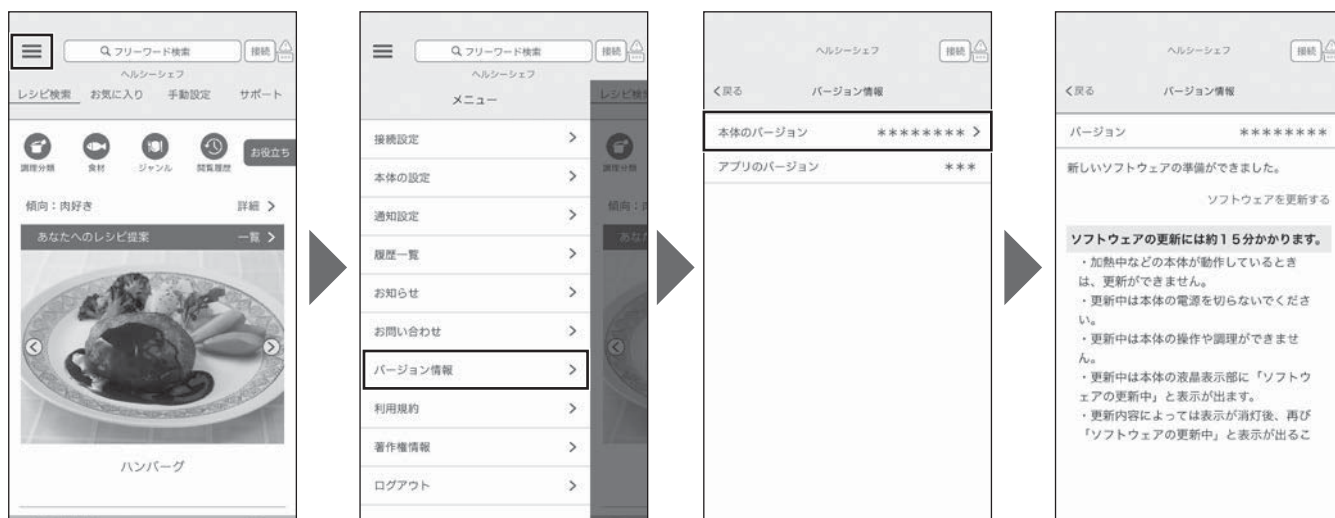 フリーワード検索
接続
ヘルシーシェフ
レシピ検索 お気に入り 手動設定 サポート
調理分類 食材 ジャンル 閲覧履歴 お役立ち
傾向：肉好き 詳細 >
あなたへのレシピ提案 一覧 >
ハンバーグ
フリーワード検索
接続
ヘルシーシェフ
メニュー
接続設定 >
本体の設定 >
通知設定 >
履歴一覧 >
お知らせ >
お問い合わせ >
バージョン情報 >
利用規約 >
著作権情報 >
ログアウト >
レシピ検
調理分類
傾向：
あな
ヘルシーシェフ
接続
<戻る バージョン情報
本体のバージョン ******** >
アプリのバージョン ***
ヘルシーシェフ
接続
<戻る バージョン情報
バージョン ********
新しいソフトウェアの準備ができました。
ソフトウェアを更新する
ソフトウェアの更新には約１５分かかります。
・加熱中などの本体が動作しているとき
は、更新ができません。
・更新中は本体の電源を切らないでくださ
い。
・更新中は本体の操作や調理ができませ
ん。
・更新中は本体の液晶表示部に「ソフトウ
ェアの更新中」と表示が出ます。
・更新内容によっては表示が消灯後、再び
「ソフトウェアの更新中」と表示が出るこ